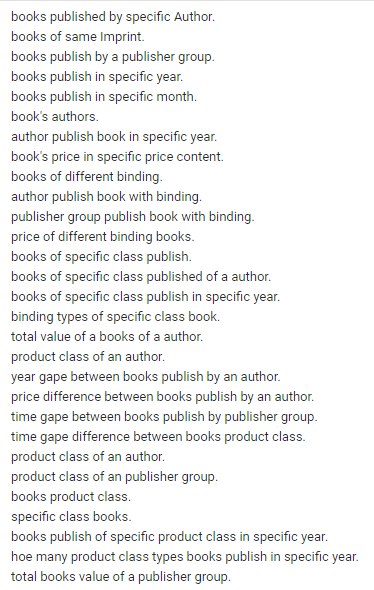 books published by specific Author.
books of same Imprint.
books publish by a publisher group.
books publish in specific year.
books publish in specific month.
book's authors.
author publish book in specific year.
book's price in specific price content.
books of different binding.
author publish book with binding.
publisher group publish book with binding.
price of different binding books.
books of specific class publish.
books of specific class published of a author.
books of specific class publish in specific year.
binding types of specific class book.
total value of a books of a author.
product class of an author.
year gape between books publish by an author.
price difference between books publish by an author.
time gape between books publish by publisher group.
time gape difference between books product class.
product class of an author.
product class of an publisher group.
books product class.
specific class books.
books publish of specific product class in specific year.
hoe many product class types books publish in specific year.
total books value of a publisher group.